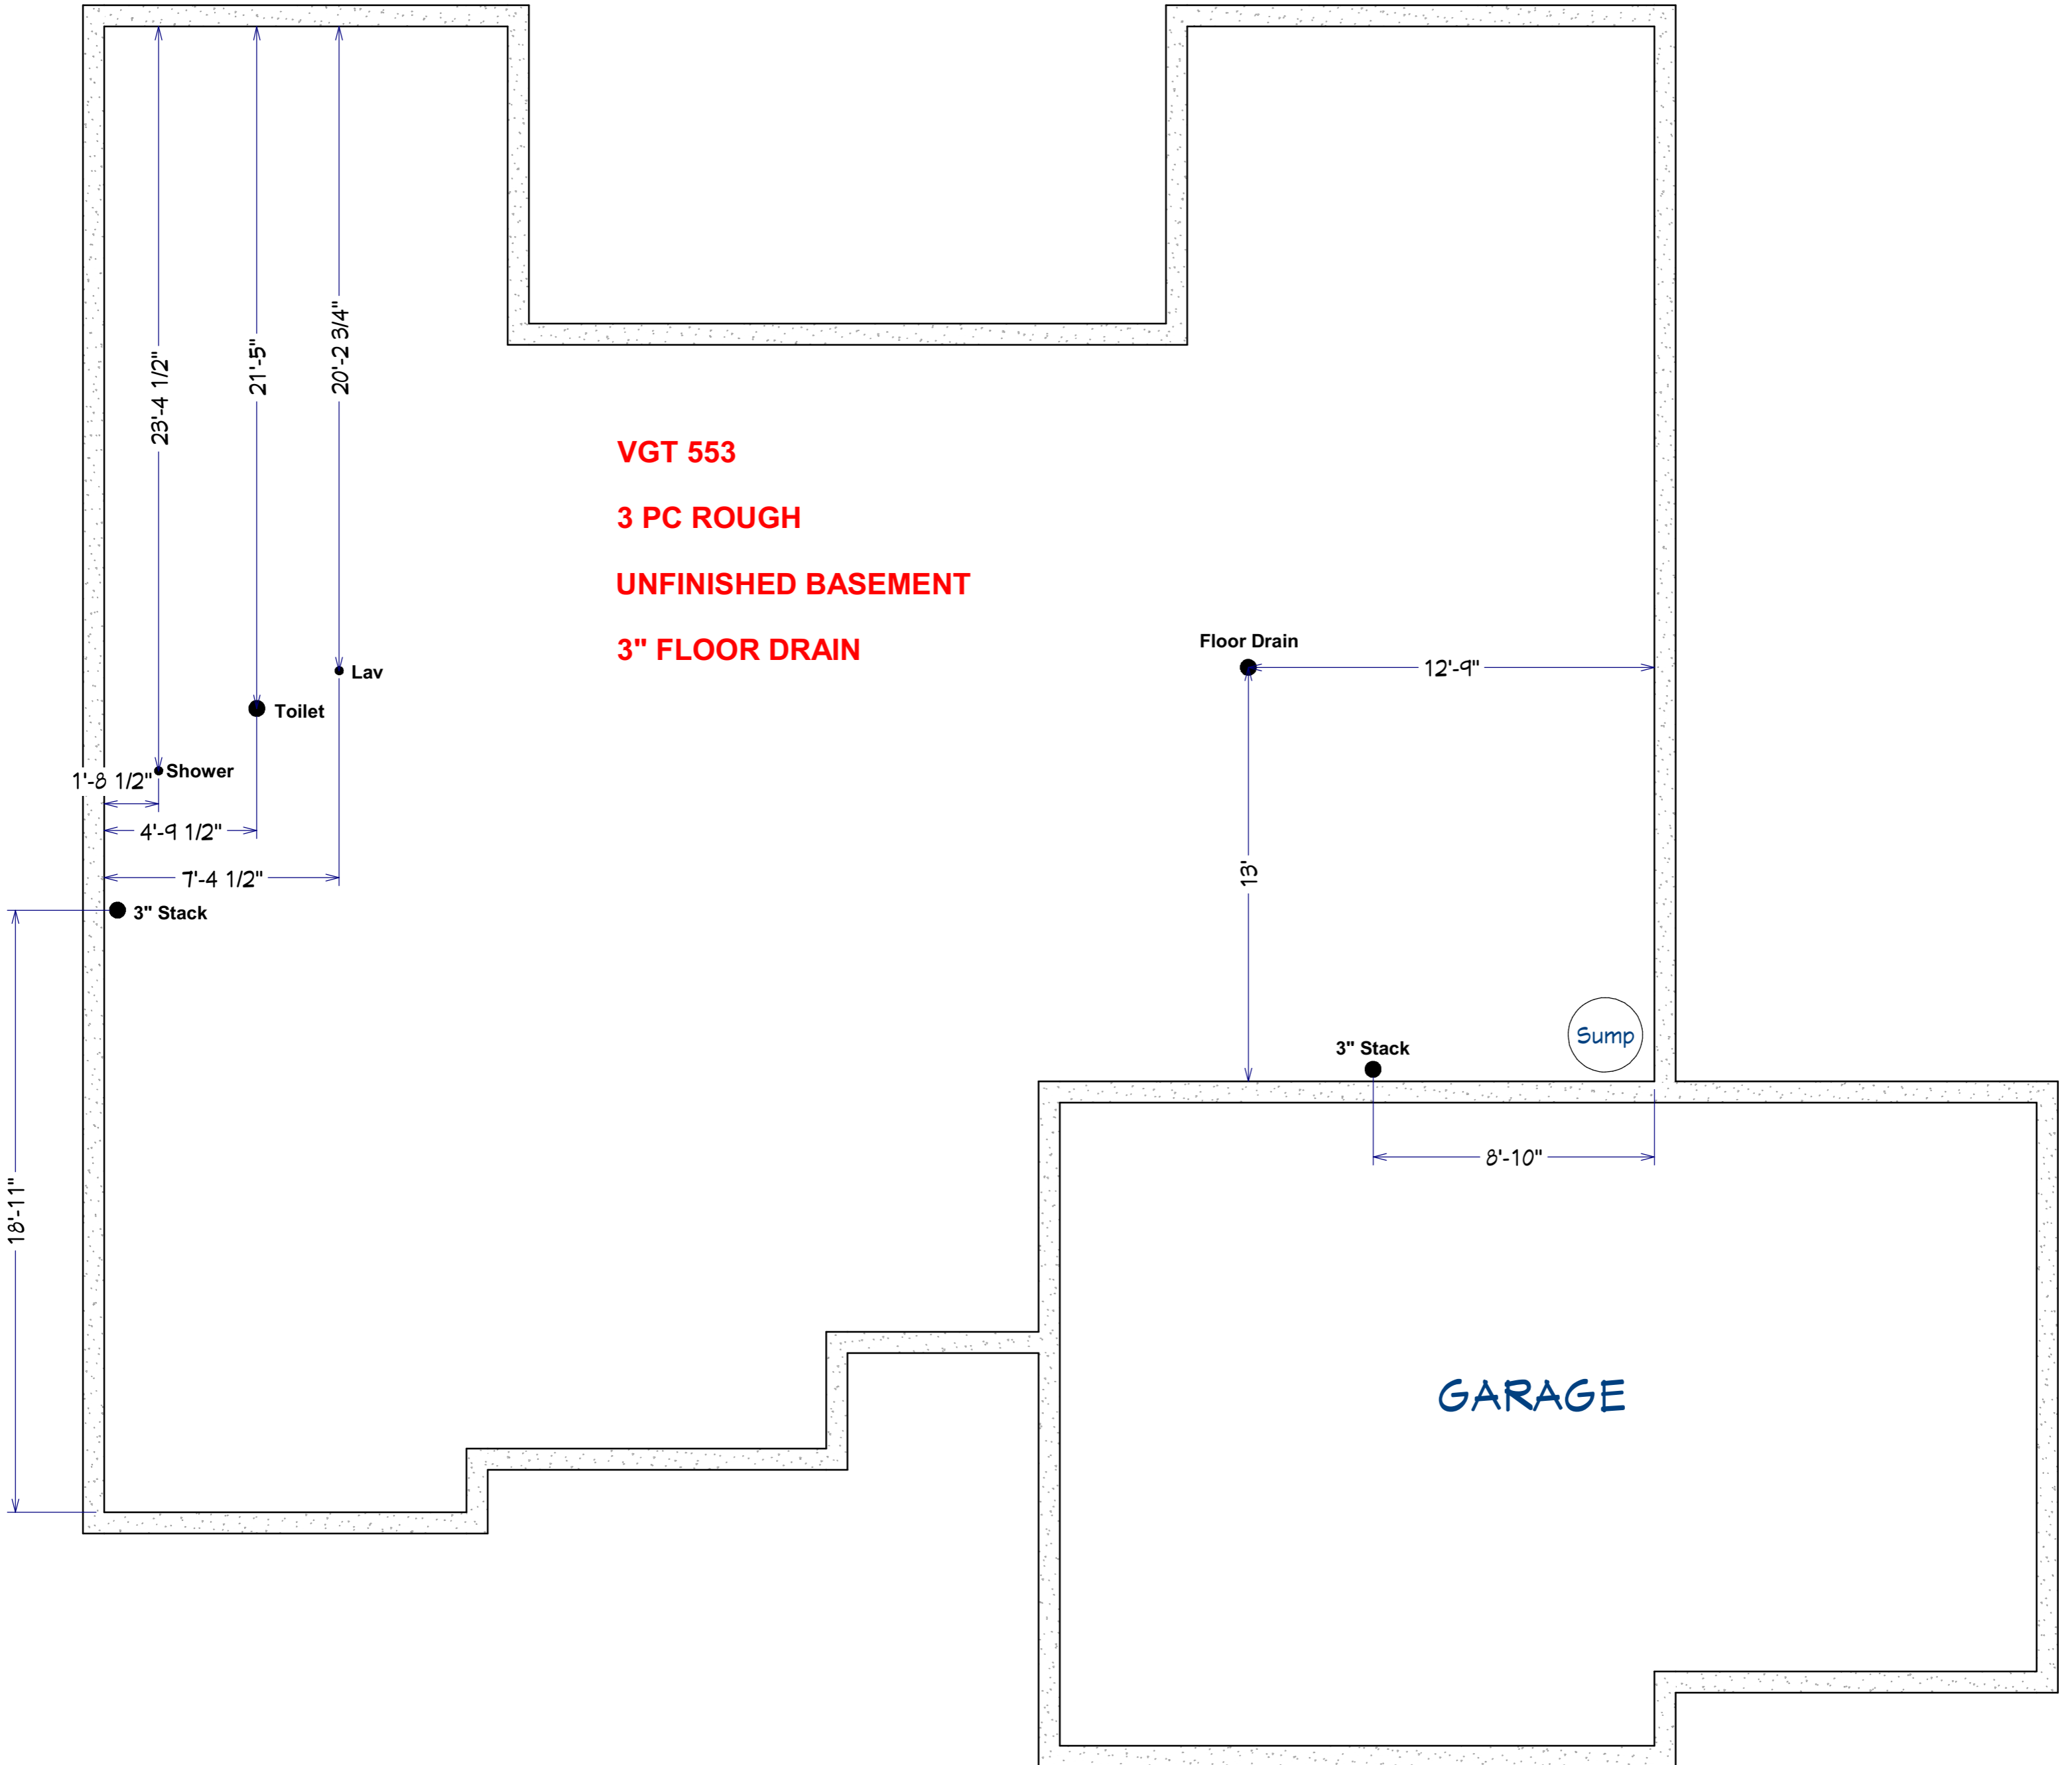 23'-4 1/2"
21'-5"
20'-2 3/4"
VGT 553
3 PC ROUGH
UNFINISHED BASEMENT
3" FLOOR DRAIN
Floor Drain
12'-9"
Lav
Toilet
Shower
1'-8 1/2"
4'-9 1/2"
7'-4 1/2"
13'
3" Stack
Sump
3" Stack
8'-10"
18'-11"
GARAGE